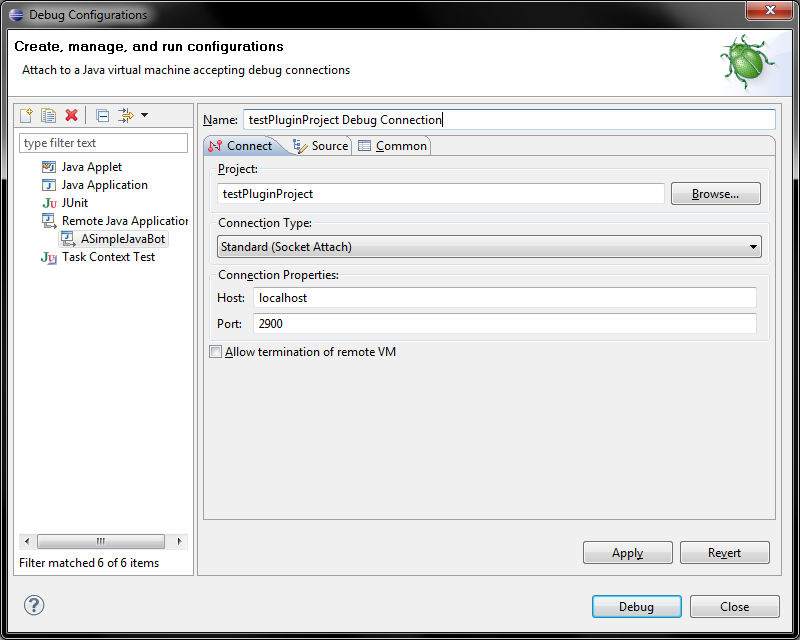 Debug Configurations
Create, manage, and run configurations
Attach to a Java virtual machine accepting debug connections
type filter text
Java Applet
Java Application
JUnit
Remote Java Application
ASimpleJavaBot
Task Context Test
Filter matched 6 of 6 items
Name: testPluginProject Debug Connection
Connect Source Common
Project:
testPluginProject Browse...
Connection Type:
Standard (Socket Attach)
Connection Properties:
Host: localhost
Port: 2900
Allow termination of remote VM
Apply Revert
Debug Close